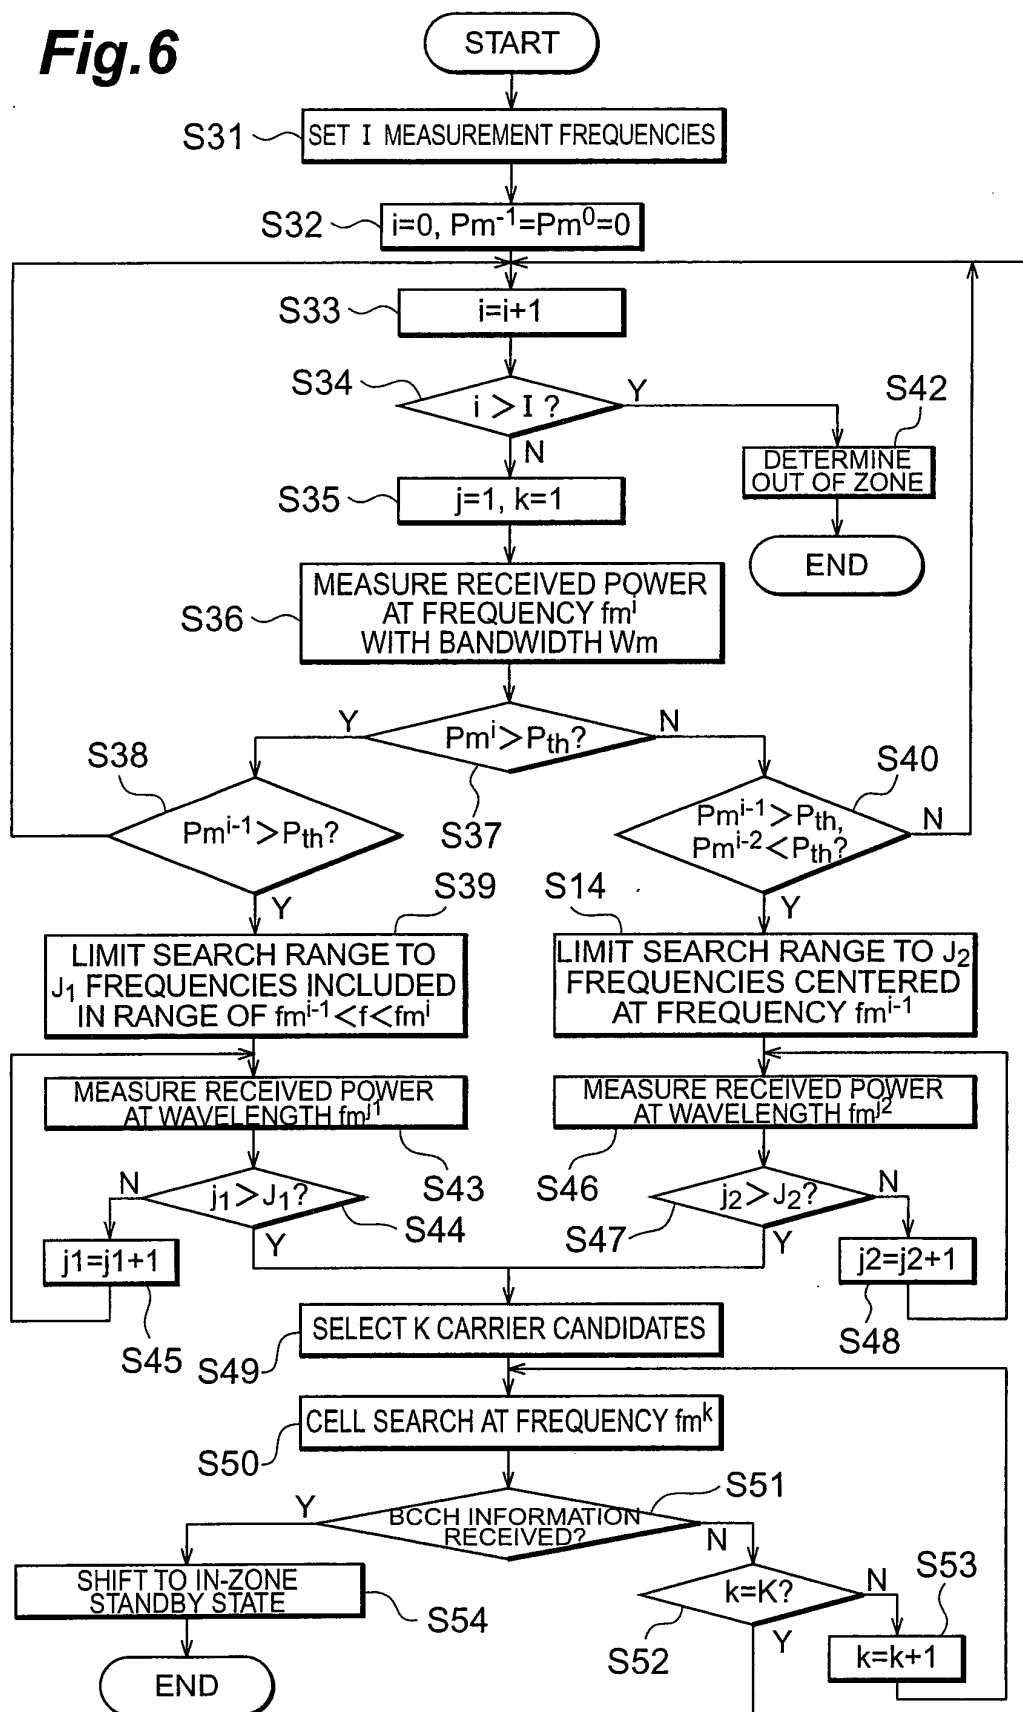 Fig.6
START
S31
SET I MEASUREMENT FREQUENCIES
S32
i=0, Pm⁻¹=Pm⁰=0
S33
i=i+1
S34
i > I ?
Y
N
S42
DETERMINE
OUT OF ZONE
END
S35
j=1, k=1
S36
MEASURE RECEIVED POWER
AT FREQUENCY fmⁱ
WITH BANDWIDTH Wm
S37
Pmⁱ>Pth?
Y
N
S38
Pmⁱ⁻¹>Pth?
Y
S40
Pmⁱ⁻¹>Pth,
Pmⁱ⁻²<Pth?
N
Y
S39
LIMIT SEARCH RANGE TO
J₁ FREQUENCIES INCLUDED
IN RANGE OF fmⁱ⁻¹<f<fmⁱ
S14
LIMIT SEARCH RANGE TO J₂
FREQUENCIES CENTERED
AT FREQUENCY fmⁱ⁻¹
MEASURE RECEIVED POWER
AT WAVELENGTH fmʲ¹
S43
MEASURE RECEIVED POWER
AT WAVELENGTH fmʲ²
S46
N
j₁>J₁?
S44
Y
j1=j1+1
S45
j₂>J₂?
N
S47
Y
j2=j2+1
S48
SELECT K CARRIER CANDIDATES
S49
CELL SEARCH AT FREQUENCY fmᵏ
S50
BCCH INFORMATION
RECEIVED?
S51
Y
N
SHIFT TO IN-ZONE
STANDBY STATE
S54
END
k=K?
N
Y
S52
S53
k=k+1